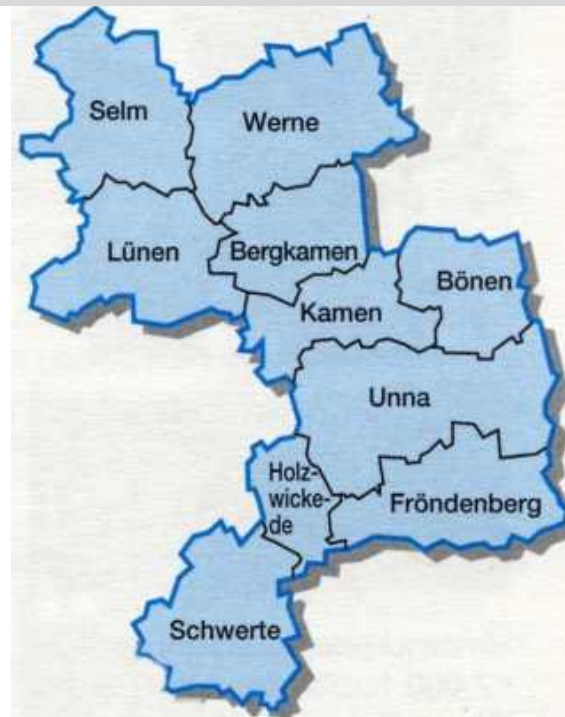 Selm
Werne
Lünen
Bergkamen
Bönen
Kamen
Unna
Holz-
wicke-
de
Fröndenberg
Schwerte